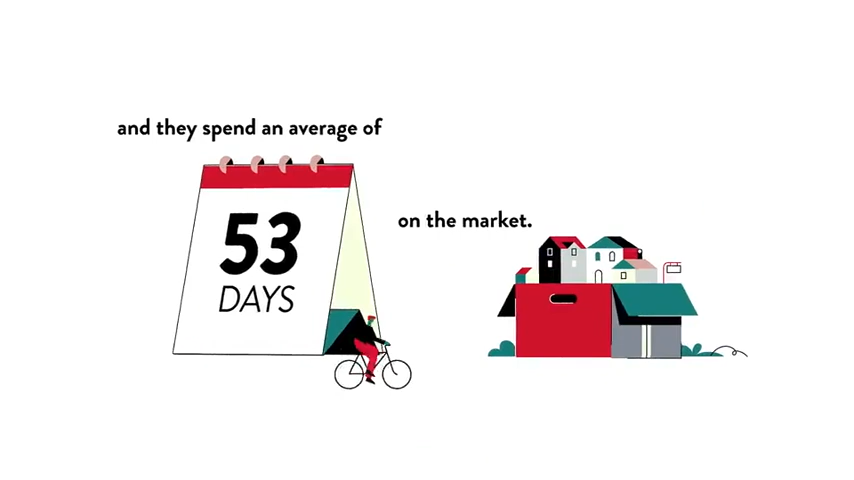 and they spend an average of
53
DAYS
on the market.